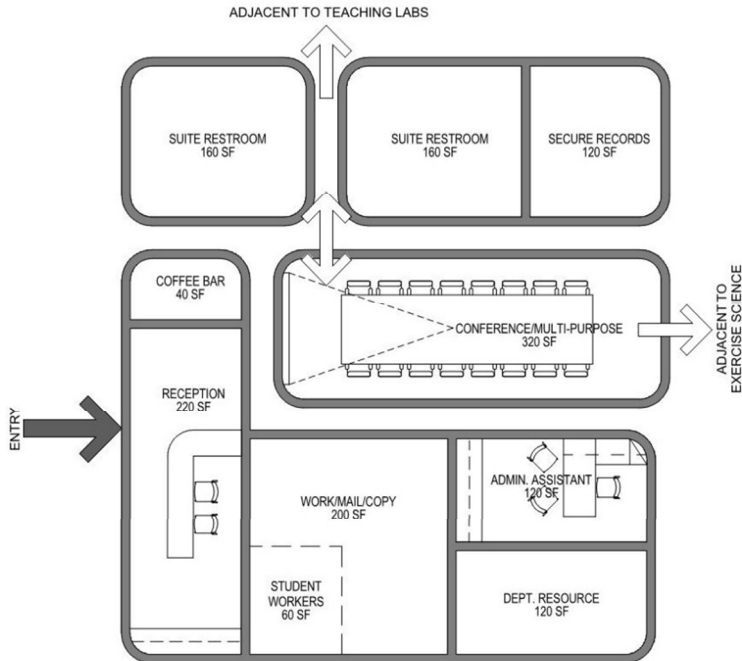 ADJACENT TO TEACHING LABS
SUITE RESTROOM
160 SF
SUITE RESTROOM
160 SF
SECURE RECORDS
120 SF
COFFEE BAR
40 SF
CONFERENCE/MULTI-PURPOSE
320 SF
ADJACENT TO
EXERCISE SCIENCE
RECEPTION
220 SF
ENTRY
WORK/MAIL/COPY
200 SF
ADMIN. ASSISTANT
120 SF
STUDENT
WORKERS
60 SF
DEPT. RESOURCE
120 SF